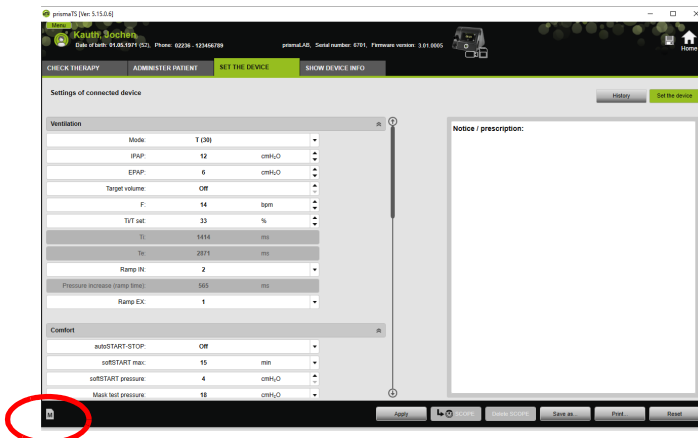 prismaTS [Ver: 5.15.0.6]
Menu
Kauth, Jochen
Date of birth: 01.05.1971 (52), Phone: 02236 - 123456789
prismaLAB, Serial number: 6701, Firmware version: 3.01.0005
Home
CHECK THERAPY ADMINISTER PATIENT SET THE DEVICE SHOW DEVICE INFO
Settings of connected device
History Set the device
Ventilation
Notice / prescription:
Mode: T (30)
IPAP: 12 cmH₂O
EPAP: 6 cmH₂O
Target volume: Off
F: 14 bpm
Ti/T set: 33 %
Ti: 1414 ms
Te: 2871 ms
Ramp IN: 2
Pressure increase (ramp time): 565 ms
Ramp EX: 1
Comfort
autoSTART-STOP: Off
softSTART max: 15 min
softSTART pressure: 4 cmH₂O
Mask test pressure: 18 cmH₂O
M
Apply SCOPE Delete SCOPE Save as... Print... Reset